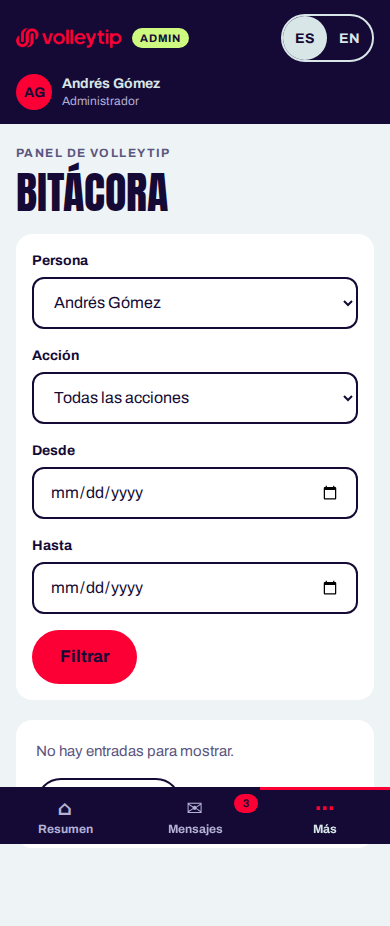 volleytip
ADMIN
ES
EN
AG
Andrés Gómez
Administrador
PANEL DE VOLLEYTIP
BITÁCORA
Persona
Andrés Gómez
Acción
Todas las acciones
Desde
mm/dd/yyyy
Hasta
mm/dd/yyyy
Filtrar
No hay entradas para mostrar.
3
Resumen
Mensajes
Más